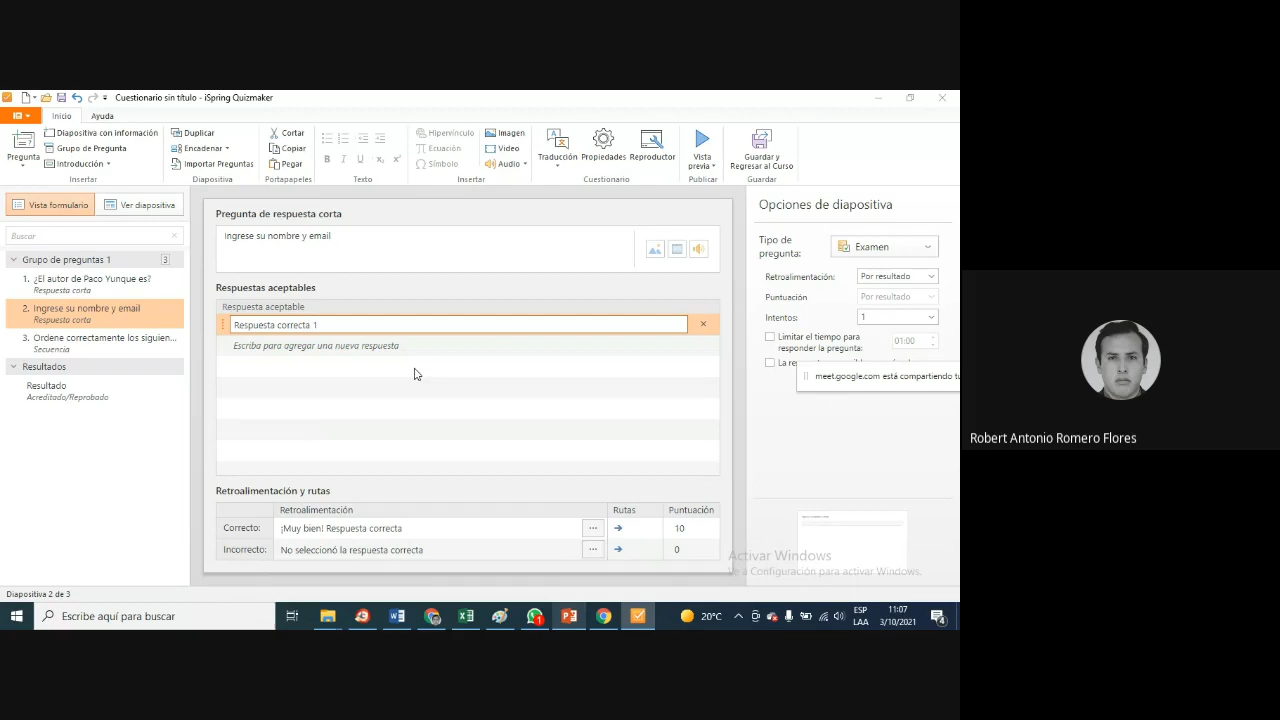 Cuestionario sin título - iSpring Quizmaker
Inicio
Ayuda
Pregunta
Diapositiva con información
Grupo de Pregunta
Introducción
Insertar
Duplicar
Encadenar
Importar Preguntas
Diapositiva
Cortar
Copiar
Pegar
Portapapeles
Texto
Hipervínculo
Ecuación
Símbolo
Imagen
Video
Audio
Insertar
Traducción
Propiedades
Reproductor
Cuestionario
Vista
previa
Publicar
Guardar y
Regresar al Curso
Guardar
Vista formulario
Ver diapositiva
Buscar
Grupo de preguntas 1
3
1. ¿El autor de Paco Yunque es?
Respuesta corta
2. Ingrese su nombre y email
Respuesta corta
3. Ordene correctamente los siguien...
Secuencia
Resultados
Resultado
Acreditado/Reprobado
Pregunta de respuesta corta
Ingrese su nombre y email
Respuestas aceptables
Respuesta aceptable
Respuesta correcta 1
Escriba para agregar una nueva respuesta
Retroalimentación y rutas
Retroalimentación
Rutas
Puntuación
Correcto:
¡Muy bien! Respuesta correcta
10
Incorrecto:
No seleccionó la respuesta correcta
0
Opciones de diapositiva
Tipo de
pregunta:
Examen
Retroalimentación:
Por resultado
Puntuación
Por resultado
Intentos:
1
Limitar el tiempo para
responder la pregunta:
01:00
meet.google.com está compartiendo tu
Activar Windows
Ve a Configuración para activar Windows.
Diapositiva 2 de 3
Escribe aquí para buscar
20°C
ESP
LAA
11:07
3/10/2021
4
Robert Antonio Romero Flores